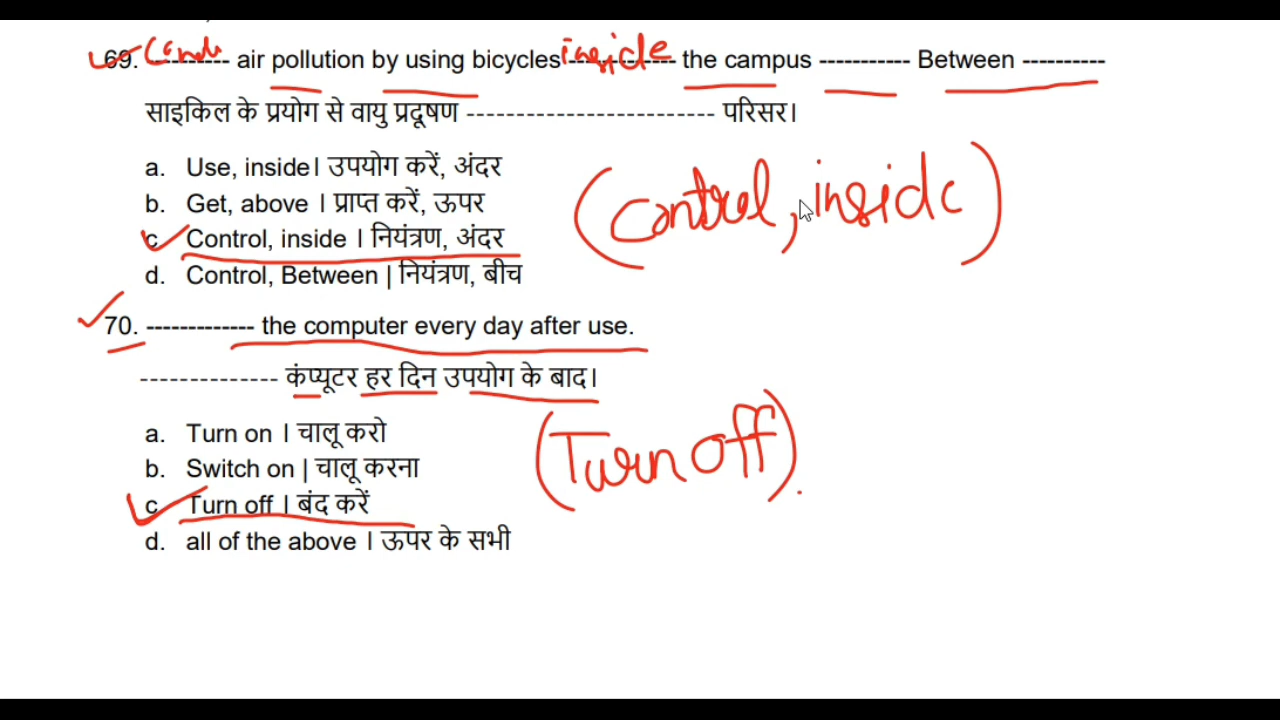 69. ---------- air pollution by using bicycles inside the campus ----------- Between ----------
साइकिल के प्रयोग से वायु प्रदूषण -------------------------- परिसर।
a. Use, inside। उपयोग करें, अंदर
b. Get, above । प्राप्त करें, ऊपर
c. Control, inside । नियंत्रण, अंदर
(Control, inside)
d. Control, Between | नियंत्रण, बीच
70. ------------- the computer every day after use.
--------------- कंप्यूटर हर दिन उपयोग के बाद।
a. Turn on । चालू करो
b. Switch on | चालू करना
(Turn off).
c. Turn off । बंद करें
d. all of the above । ऊपर के सभी